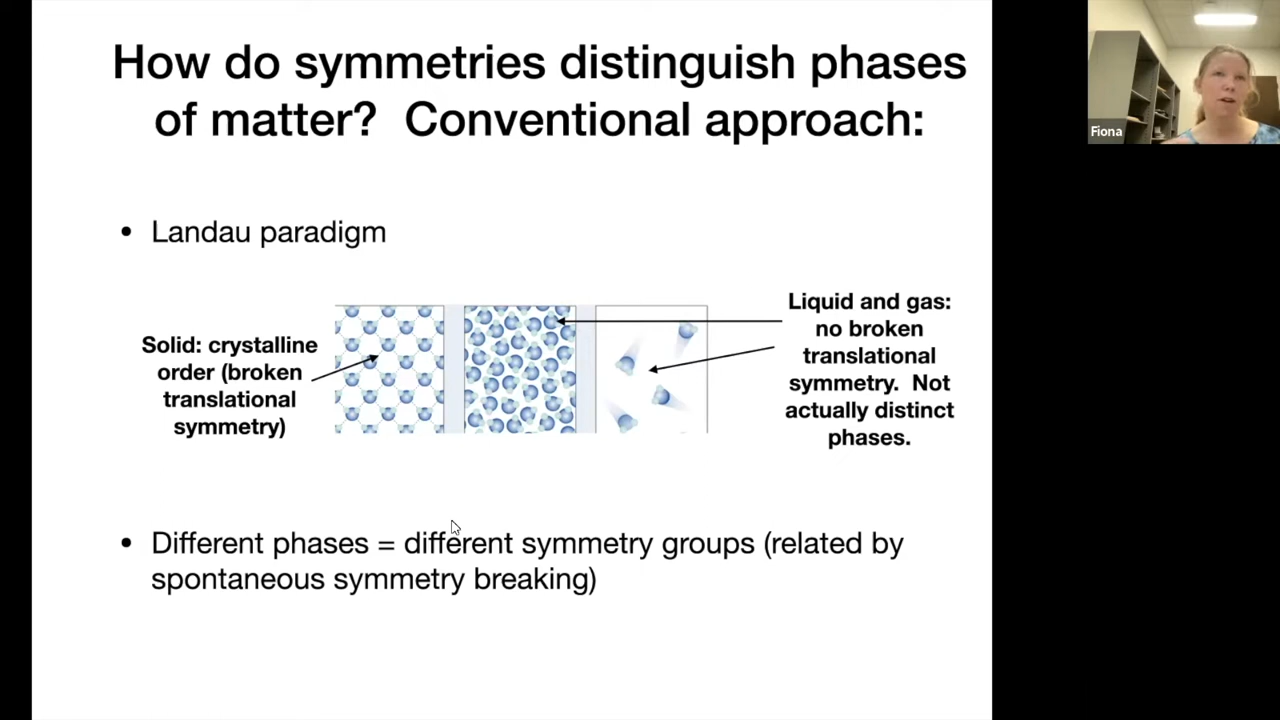 How do symmetries distinguish phases
of matter?  Conventional approach:
• Landau paradigm
Solid: crystalline
order (broken
translational
symmetry)
Liquid and gas:
no broken
translational
symmetry.  Not
actually distinct
phases.
• Different phases = different symmetry groups (related by
spontaneous symmetry breaking)
Fiona